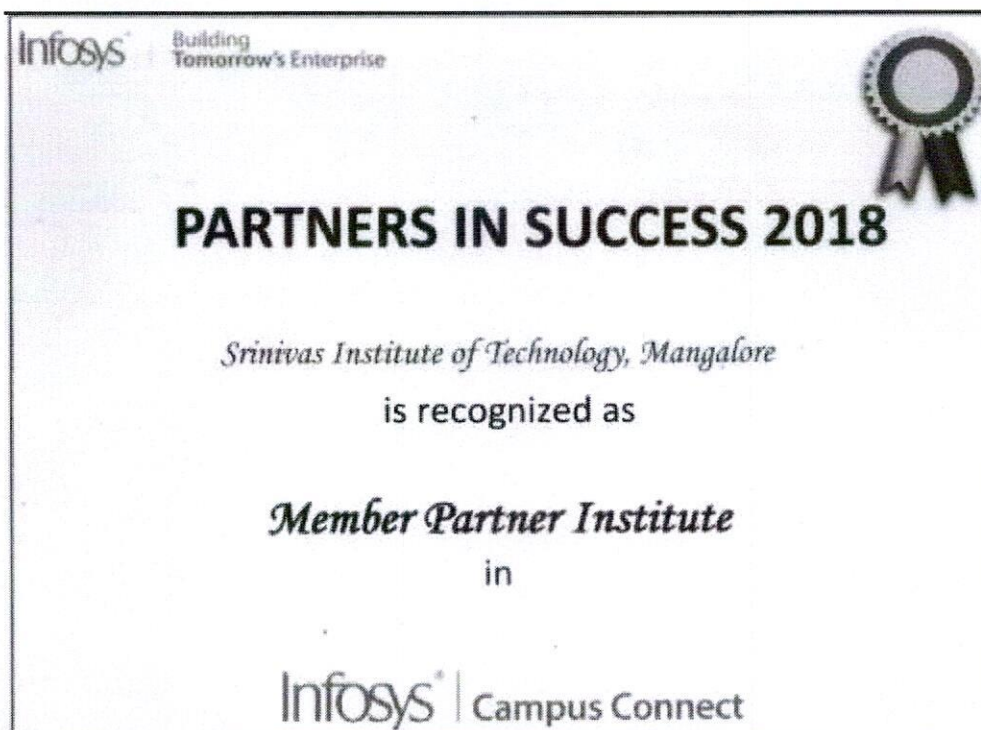 Infosys
Building
Tomorrow's Enterprise
PARTNERS IN SUCCESS 2018
Srinivas Institute of Technology, Mangalore
is recognized as
Member Partner Institute
in
Infosys | Campus Connect